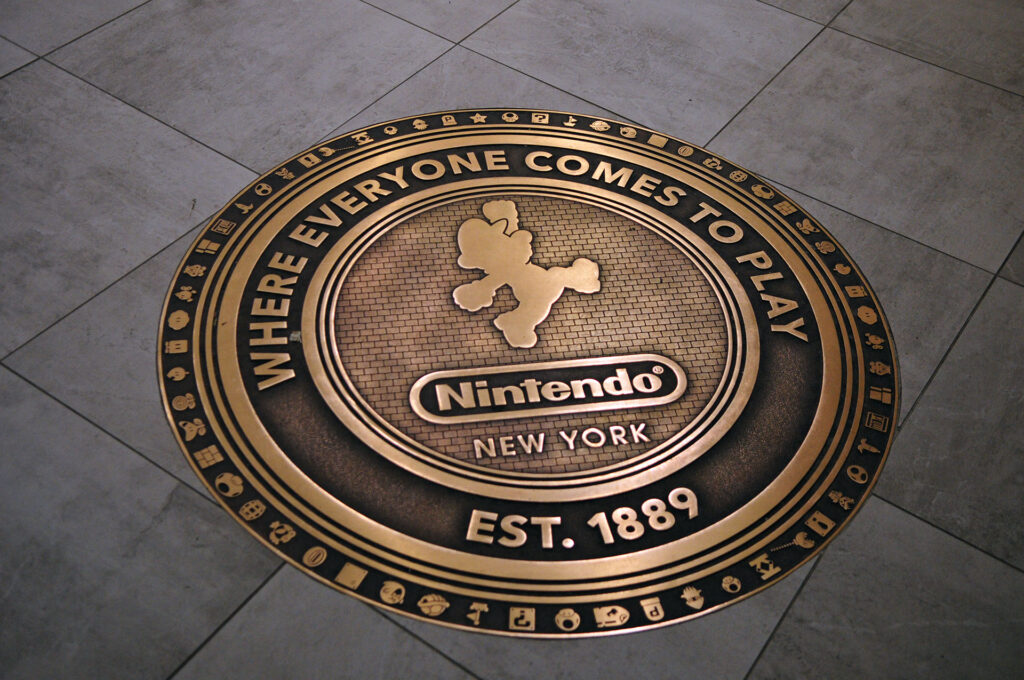 WHERE EVERYONE COMES TO PLAY
Nintendo®
NEW YORK
EST. 1889